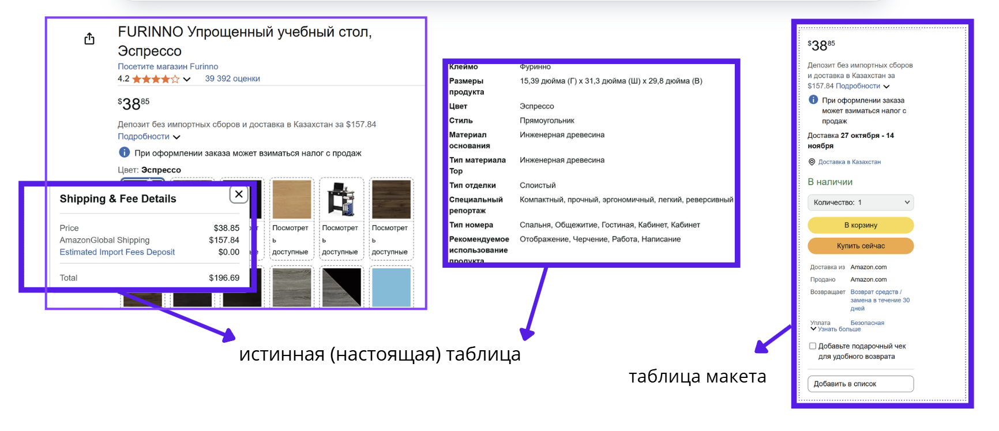 FURINNO Упрощенный учебный стол,
Эспрессо
Посетите магазин Furinno
4.2 39 392 оценки
$38 85
Депозит без импортных сборов и доставка в Казахстан за $157.84
Подробности
При оформлении заказа может взиматься налог с продаж
Цвет: Эспрессо
Shipping & Fee Details
Price $38.85
AmazonGlobal Shipping $157.84
Estimated Import Fees Deposit $0.00
Total $196.69
Посмотрет
ь
доступные
Посмотрет
ь
доступные
Посмотрет
ь
доступные
Клеймо Фуринно
Размеры 15,39 дюйма (Г) x 31,3 дюйма (Ш) x 29,8 дюйма (В)
продукта
Цвет Эспрессо
Стиль Прямоугольник
Материал Инженерная древесина
основания
Тип материала Инженерная древесина
Top
Тип отделки Слоистый
Специальный Компактный, прочный, эргономичный, легкий, реверсивный
репортаж
Тип номера Спальня, Общежитие, Гостиная, Кабинет, Кабинет
Рекомендуемое Отображение, Черчение, Работа, Написание
использование
продукта
$38 85
Депозит без импортных сборов
и доставка в Казахстан за
$157.84 Подробности
При оформлении заказа
может взиматься налог с
продаж
Доставка 27 октября - 14
ноября
Доставка в Казахстан
В наличии
Количество: 1
В корзину
Купить сейчас
Доставка из Amazon.com
Продано Amazon.com
Возвращает Возврат средств /
замена в течение 30
дней
Уплата Безопасная
Узнать больше
Добавьте подарочный чек
для удобного возврата
Добавить в список
истинная (настоящая) таблица
таблица макета